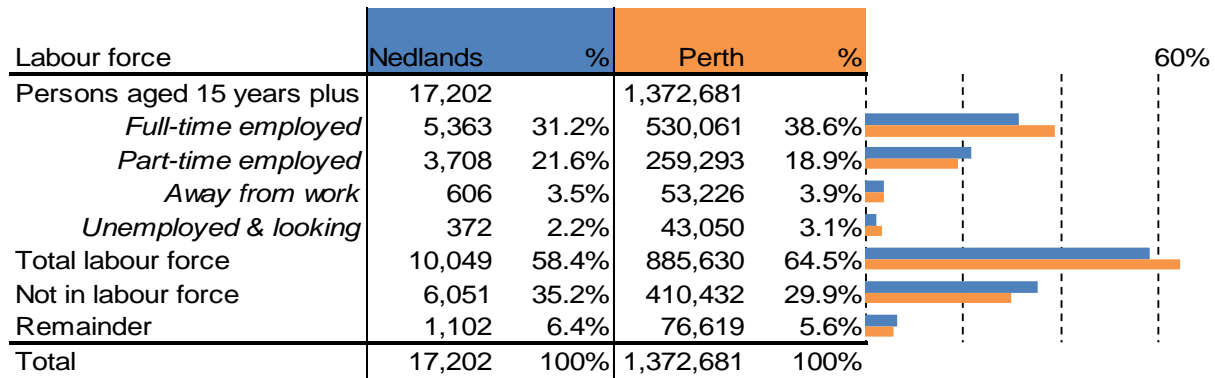 Labour force Nedlands % Perth % 60%
Persons aged 15 years plus 17,202 1,372,681
Full-time employed 5,363 31.2% 530,061 38.6%
Part-time employed 3,708 21.6% 259,293 18.9%
Away from work 606 3.5% 53,226 3.9%
Unemployed & looking 372 2.2% 43,050 3.1%
Total labour force 10,049 58.4% 885,630 64.5%
Not in labour force 6,051 35.2% 410,432 29.9%
Remainder 1,102 6.4% 76,619 5.6%
Total 17,202 100% 1,372,681 100%